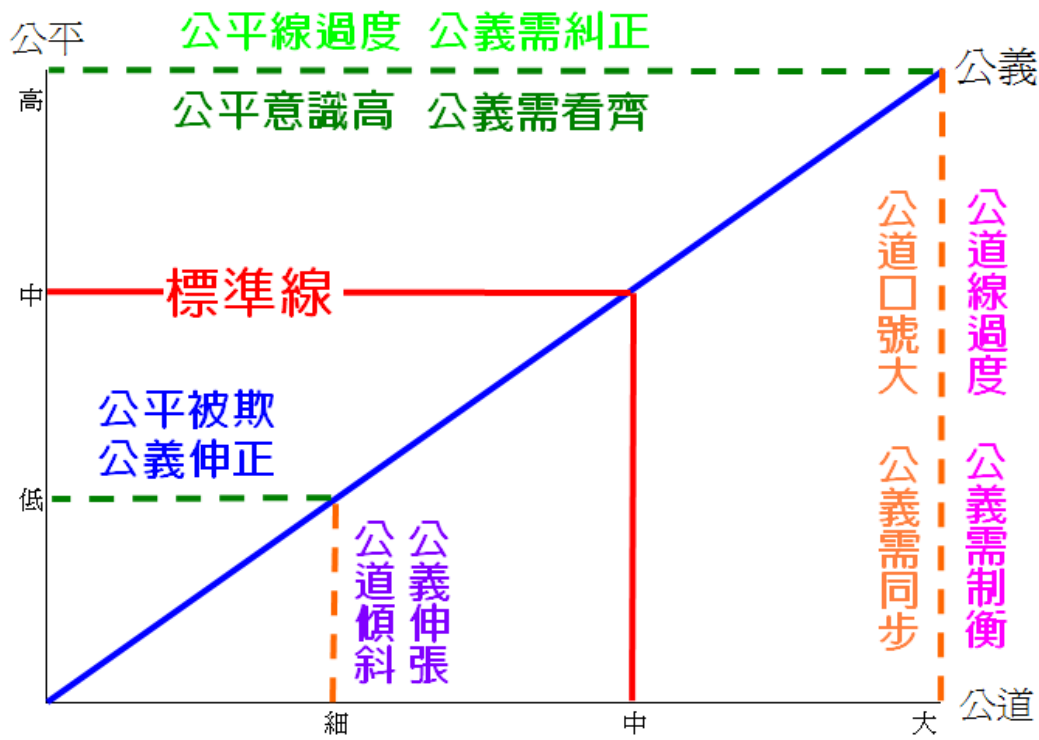 公平
公平線過度 公義需糾正
公義
高
公平意識高 公義需看齊
公道口號大 公義需同步
公道線過度 公義需制衡
中
標準線
公平被欺
公義伸正
低
公道傾斜
公義伸張
細
中
大
公道